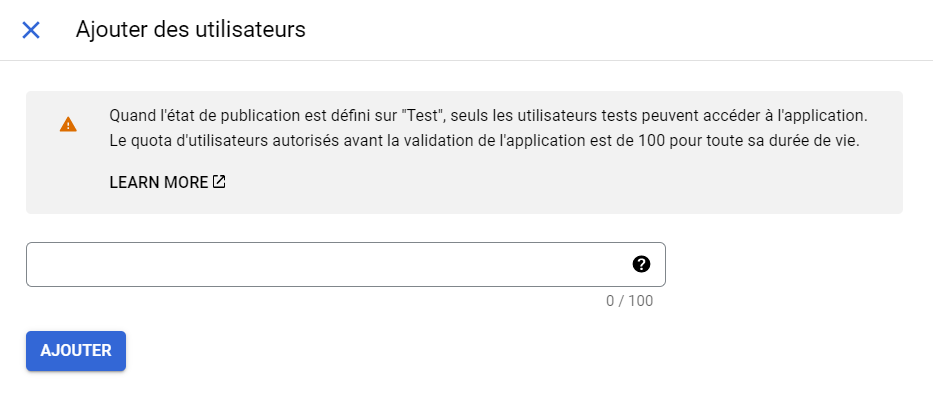 Ajouter des utilisateurs
Quand l'état de publication est défini sur "Test", seuls les utilisateurs tests peuvent accéder à l'application.
Le quota d'utilisateurs autorisés avant la validation de l'application est de 100 pour toute sa durée de vie.
LEARN MORE
0 / 100
AJOUTER